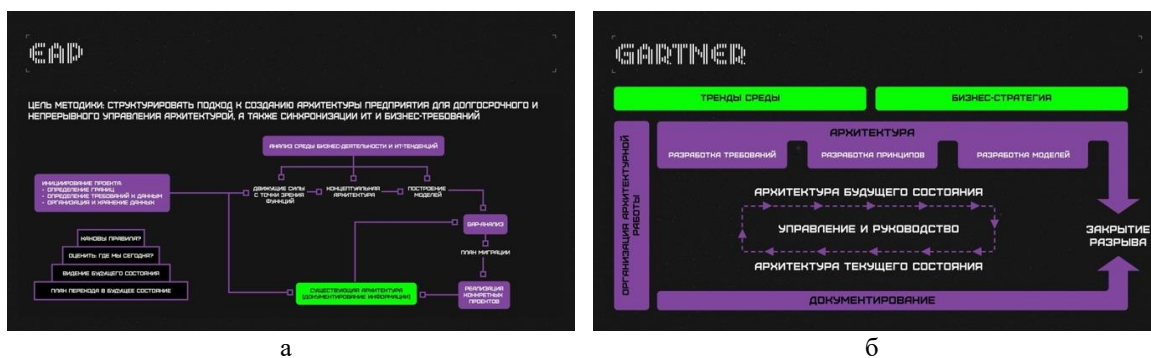 EAP
ЦЕЛЬ МЕТОДИКИ: СТРУКТУРИРОВАТЬ ПОДХОД К СОЗДАНИЮ АРХИТЕКТУРЫ ПРЕДПРИЯТИЯ ДЛЯ ДОЛГОСРОЧНОГО И
НЕПРЕРЫВНОГО УПРАВЛЕНИЯ АРХИТЕКТУРОЙ, А ТАКЖЕ СИНХРОНИЗАЦИИ ИТ И БИЗНЕС-ТРЕБОВАНИЙ
АНАЛИЗ СРЕДЫ БИЗНЕС-ДЕЯТЕЛЬНОСТИ И ИТ-ТЕНДЕНЦИЙ
ИНИЦИИРОВАНИЕ ПРОЕКТА:
• ОПРЕДЕЛЕНИЕ ГРАНИЦ
• ОПРЕДЕЛЕНИЕ ТРЕБОВАНИЙ К ДАННЫМ
• ОРГАНИЗАЦИЯ И ХРАНЕНИЕ ДАННЫХ
ДВИЖУЩИЕ СИЛЫ
С ТОЧКИ ЗРЕНИЯ
ФУНКЦИЙ
КОНЦЕПТУАЛЬНАЯ
АРХИТЕКТУРА
ПОСТРОЕНИЕ
МОДЕЛЕЙ
GAP-АНАЛИЗ
ПЛАН МИГРАЦИИ
РЕАЛИЗАЦИЯ
КОНКРЕТНЫХ
ПРОЕКТОВ
СУЩЕСТВУЮЩАЯ АРХИТЕКТУРА
(ДОКУМЕНТИРОВАНИЕ ИНФОРМАЦИИ)
КАКОВЫ ПРАВИЛА?
ОЦЕНИТЬ: ГДЕ МЫ СЕГОДНЯ?
ВИДЕНИЕ БУДУЩЕГО СОСТОЯНИЯ
ПЛАН ПЕРЕХОДА В БУДУЩЕЕ СОСТОЯНИЕ
а
GARTNER
ТРЕНДЫ СРЕДЫ
БИЗНЕС-СТРАТЕГИЯ
ОРГАНИЗАЦИЯ АРХИТЕКТУРНОЙ
РАБОТЫ
АРХИТЕКТУРА
РАЗРАБОТКА ТРЕБОВАНИЙ
РАЗРАБОТКА ПРИНЦИПОВ
РАЗРАБОТКА МОДЕЛЕЙ
АРХИТЕКТУРА БУДУЩЕГО СОСТОЯНИЯ
УПРАВЛЕНИЕ И РУКОВОДСТВО
АРХИТЕКТУРА ТЕКУЩЕГО СОСТОЯНИЯ
ЗАКРЫТИЕ
РАЗРЫВА
ДОКУМЕНТИРОВАНИЕ
б